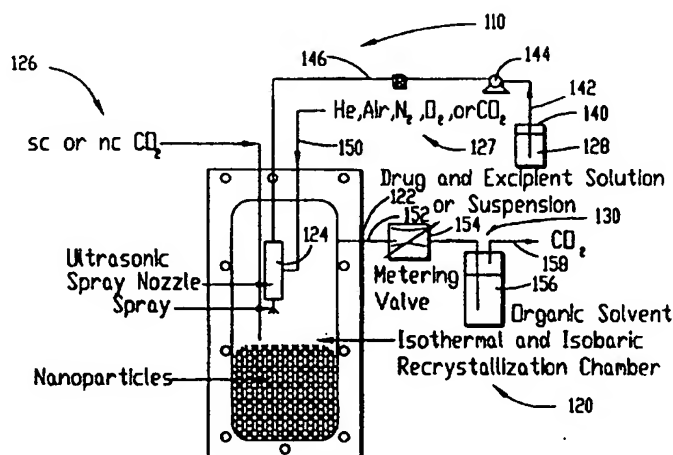 110
126
146
144
142
140
128
He, Air, N2, O2, or CO2
127
sc or nc CO2
150
Drug and Excipient Solution
or Suspension
122
152
154
130
124
CO2
158
Ultrasonic
Spray Nozzle
Spray
Metering
Valve
156
Organic Solvent
Isothermal and Isobaric
Recrystallization Chamber
Nanoparticles
120